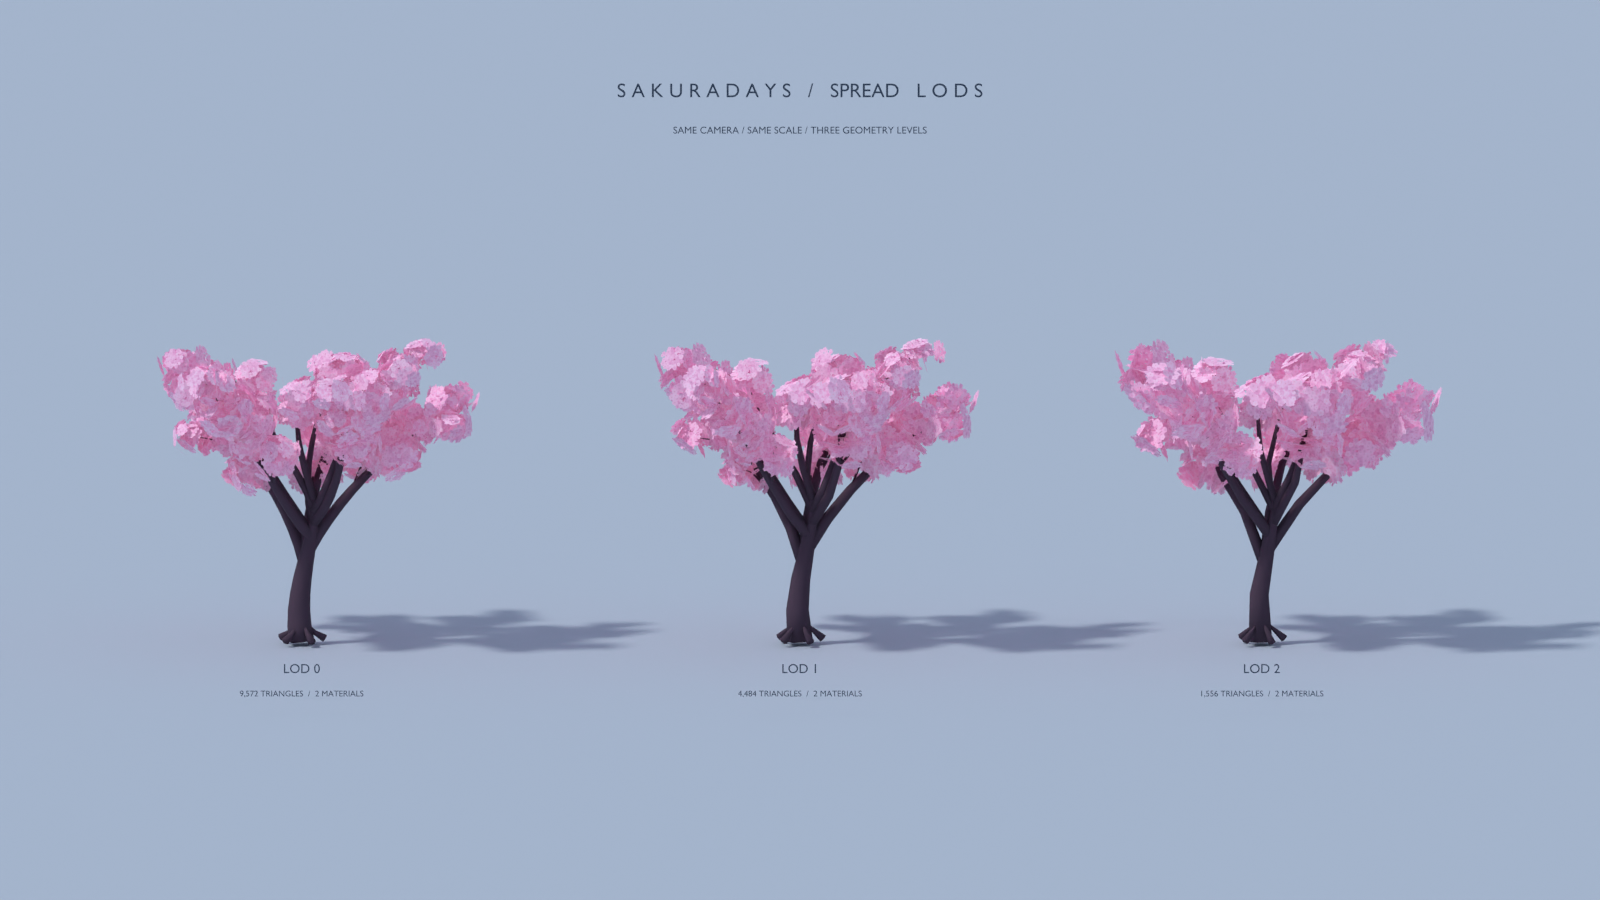 SAKURADAYS / SPREAD LODS
SAME CAMERA / SAME SCALE / THREE GEOMETRY LEVELS
LOD 0
9,572 TRIANGLES / 2 MATERIALS
LOD 1
4,484 TRIANGLES / 2 MATERIALS
LOD 2
1,556 TRIANGLES / 2 MATERIALS